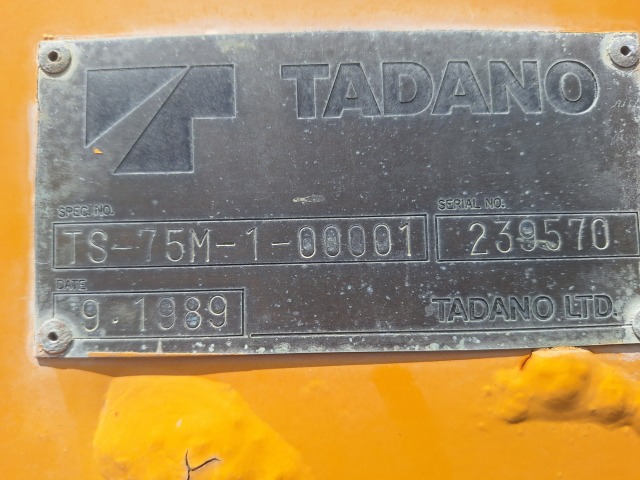 TADANO
SPEC. NO. SERIAL NO.
TS-75M-1-00001 239570
DATE
9.1989 TADANO LTD.